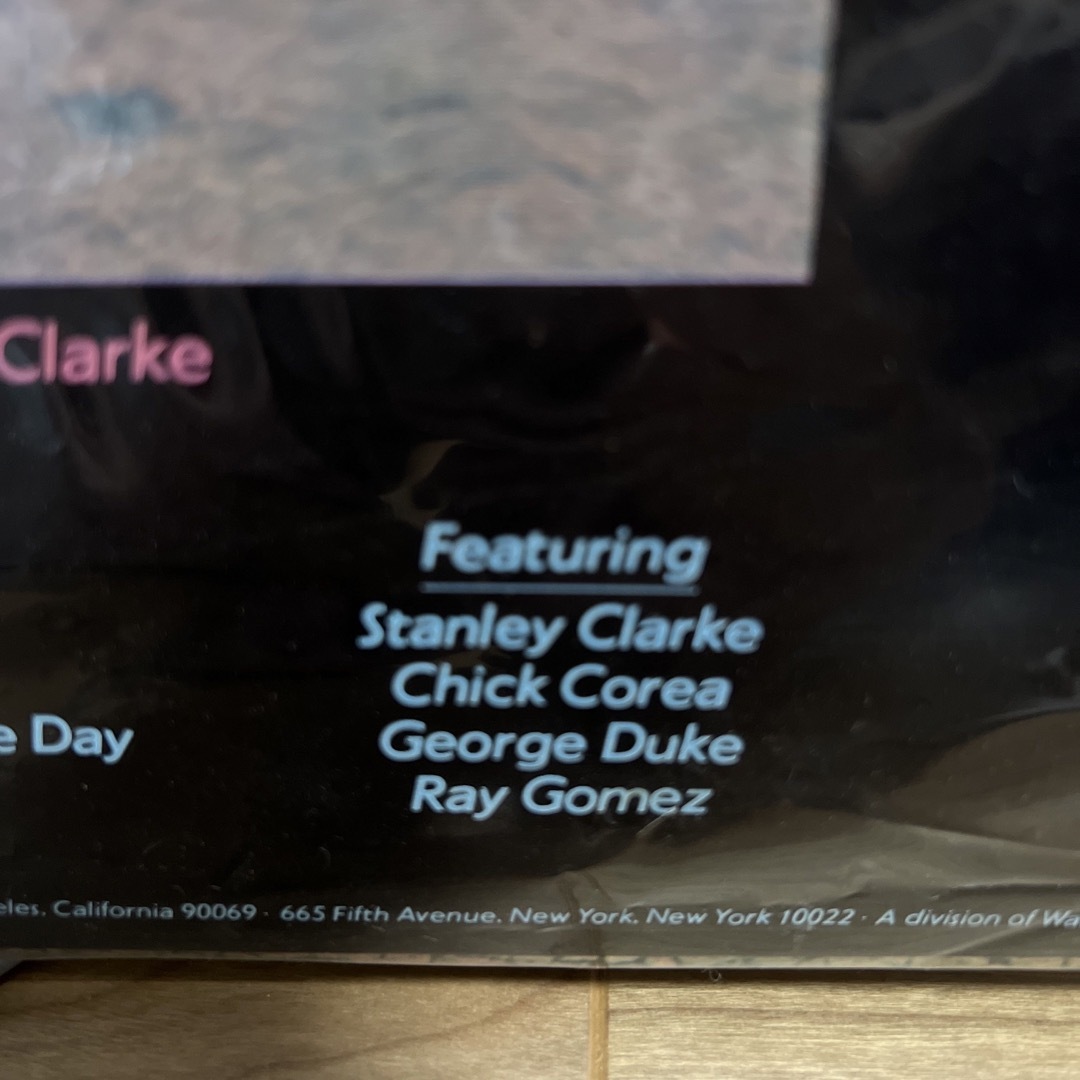 Clarke
Featuring
Stanley Clarke
Chick Corea
e Day
George Duke
Ray Gomez
eles, California 90069 · 665 Fifth Avenue, New York, New York 10022 · A division of Wa